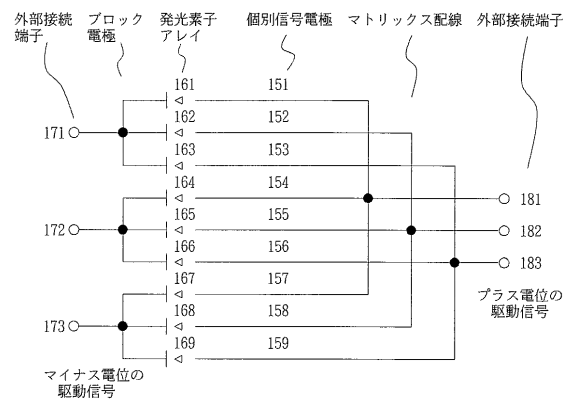 外部接続
端子
ブロック
電極
発光素子
アレイ
個別信号電極
マトリックス配線
外部接続端子
161
151
162
152
171
163
153
164
154
181
172
165
155
182
166
156
183
167
157
プラス電位の
駆動信号
173
168
158
169
159
マイナス電位の
駆動信号